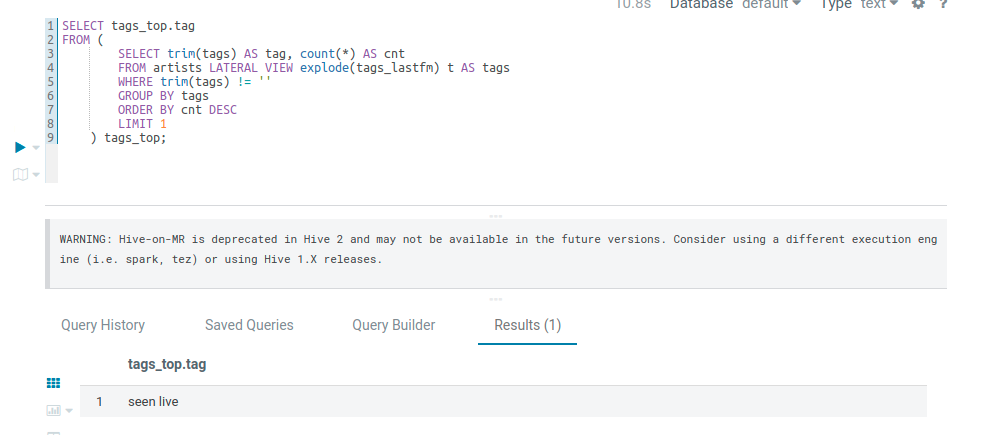 10.8s Database default Type text ?
1 SELECT tags_top.tag
2 FROM (
3 SELECT trim(tags) AS tag, count(*) AS cnt
4 FROM artists LATERAL VIEW explode(tags_lastfm) t AS tags
5 WHERE trim(tags) != ''
6 GROUP BY tags
7 ORDER BY cnt DESC
8 LIMIT 1
9 ) tags_top;
WARNING: Hive-on-MR is deprecated in Hive 2 and may not be available in the future versions. Consider using a different execution eng
ine (i.e. spark, tez) or using Hive 1.X releases.
Query History Saved Queries Query Builder Results (1)
tags_top.tag
1 seen live